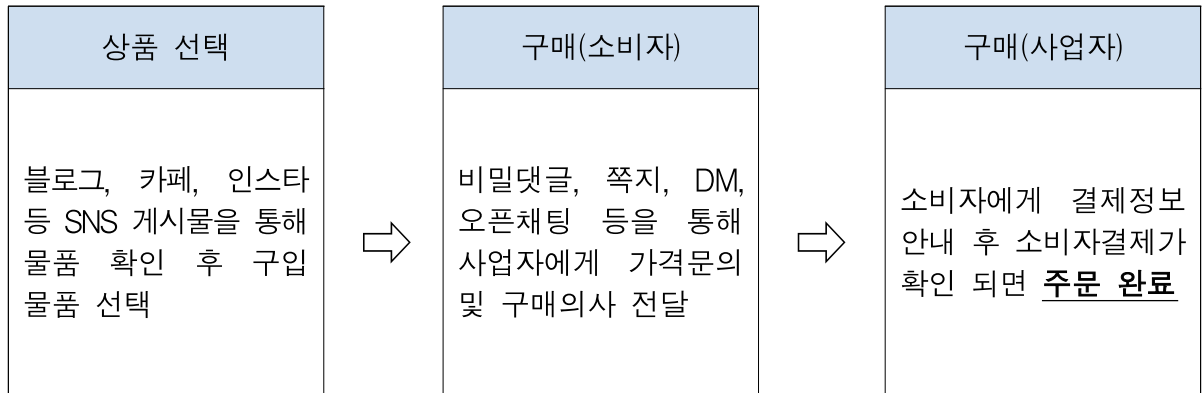 상품 선택
블로그, 카페, 인스타
등 SNS 게시물을 통해
물품 확인 후 구입
물품 선택
구매(소비자)
비밀댓글, 쪽지, DM,
오픈채팅 등을 통해
사업자에게 가격문의
및 구매의사 전달
구매(사업자)
소비자에게 결제정보
안내 후 소비자결제가
확인 되면 주문 완료